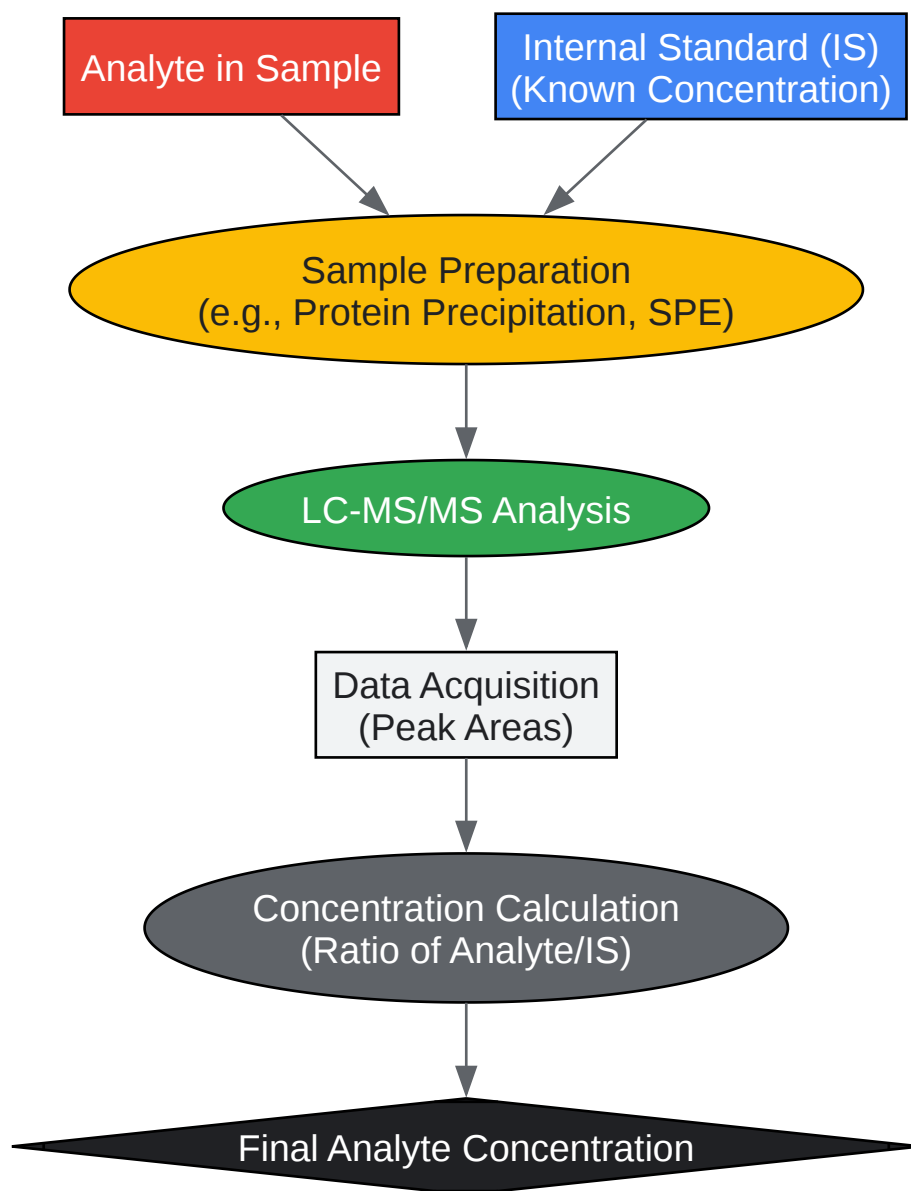 Analyte in Sample
Internal Standard (IS)
(Known Concentration)
Sample Preparation
(e.g., Protein Precipitation, SPE)
LC-MS/MS Analysis
Data Acquisition
(Peak Areas)
Concentration Calculation
(Ratio of Analyte/IS)
Final Analyte Concentration